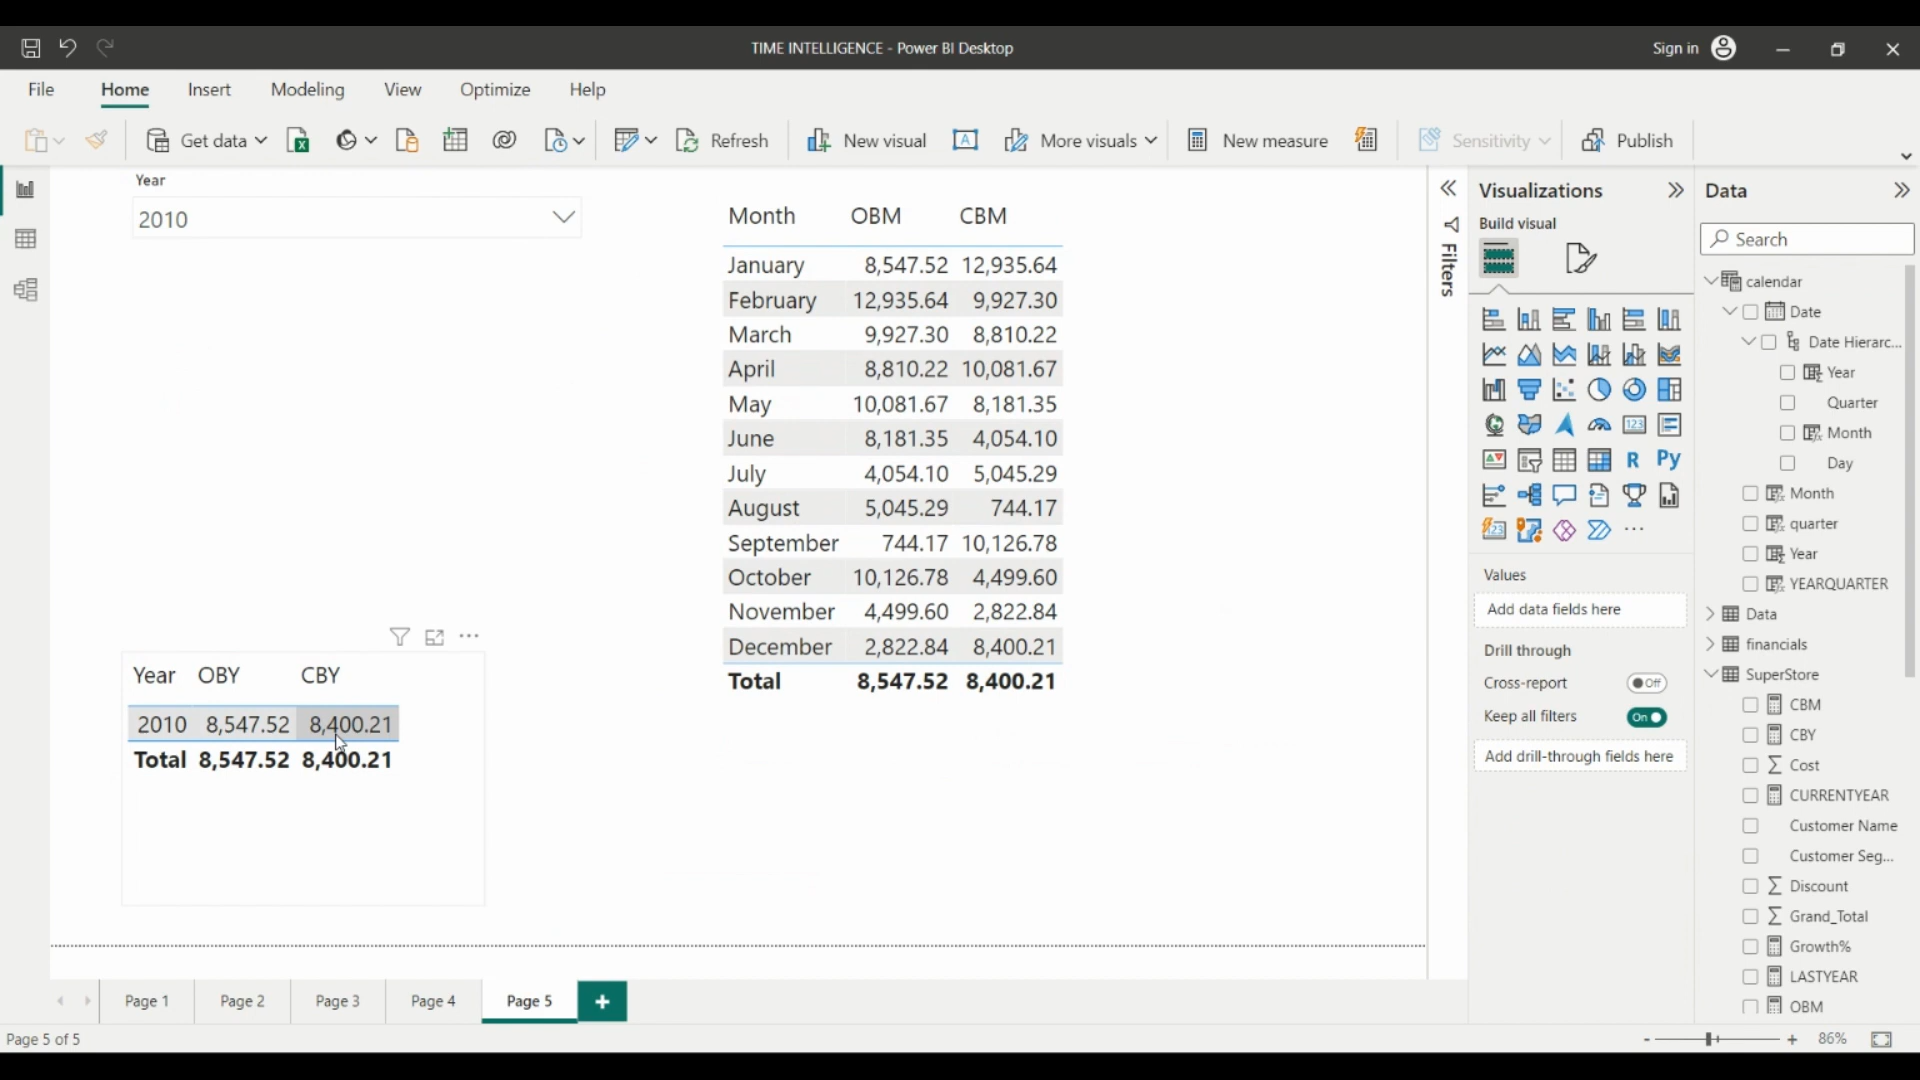 TIME INTELLIGENCE - Power BI Desktop
Sign in
File Home Insert Modeling View Optimize Help
Get data Refresh New visual A More visuals New measure Sensitivity Publish
Year
2010
Month OBM CBM
January 8,547.52 12,935.64
February 12,935.64 9,927.30
March 9,927.30 8,810.22
April 8,810.22 10,081.67
May 10,081.67 8,181.35
June 8,181.35 4,054.10
July 4,054.10 5,045.29
August 5,045.29 744.17
September 744.17 10,126.78
October 10,126.78 4,499.60
November 4,499.60 2,822.84
December 2,822.84 8,400.21
Total 8,547.52 8,400.21
Year OBY CBY
2010 8,547.52 8,400.21
Total 8,547.52 8,400.21
Filters
Visualizations
Build visual
123
R Py
123
Values
Add data fields here
Drill through
Cross-report Off
Keep all filters On
Add drill-through fields here
Data
Search
calendar
Date
Date Hierarc...
Year
Quarter
Month
Day
Month
quarter
Year
YEARQUARTER
Data
financials
SuperStore
CBM
CBY
Cost
CURRENTYEAR
Customer Name
Customer Seg...
Discount
Grand_Total
Growth%
LASTYEAR
OBM
Page 1 Page 2 Page 3 Page 4 Page 5 +
Page 5 of 5
- + 86%